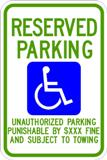 RESERVED
PARKING
UNAUTHORIZED PARKING
PUNISHABLE BY $XXX FINE
AND SUBJECT TO TOWING